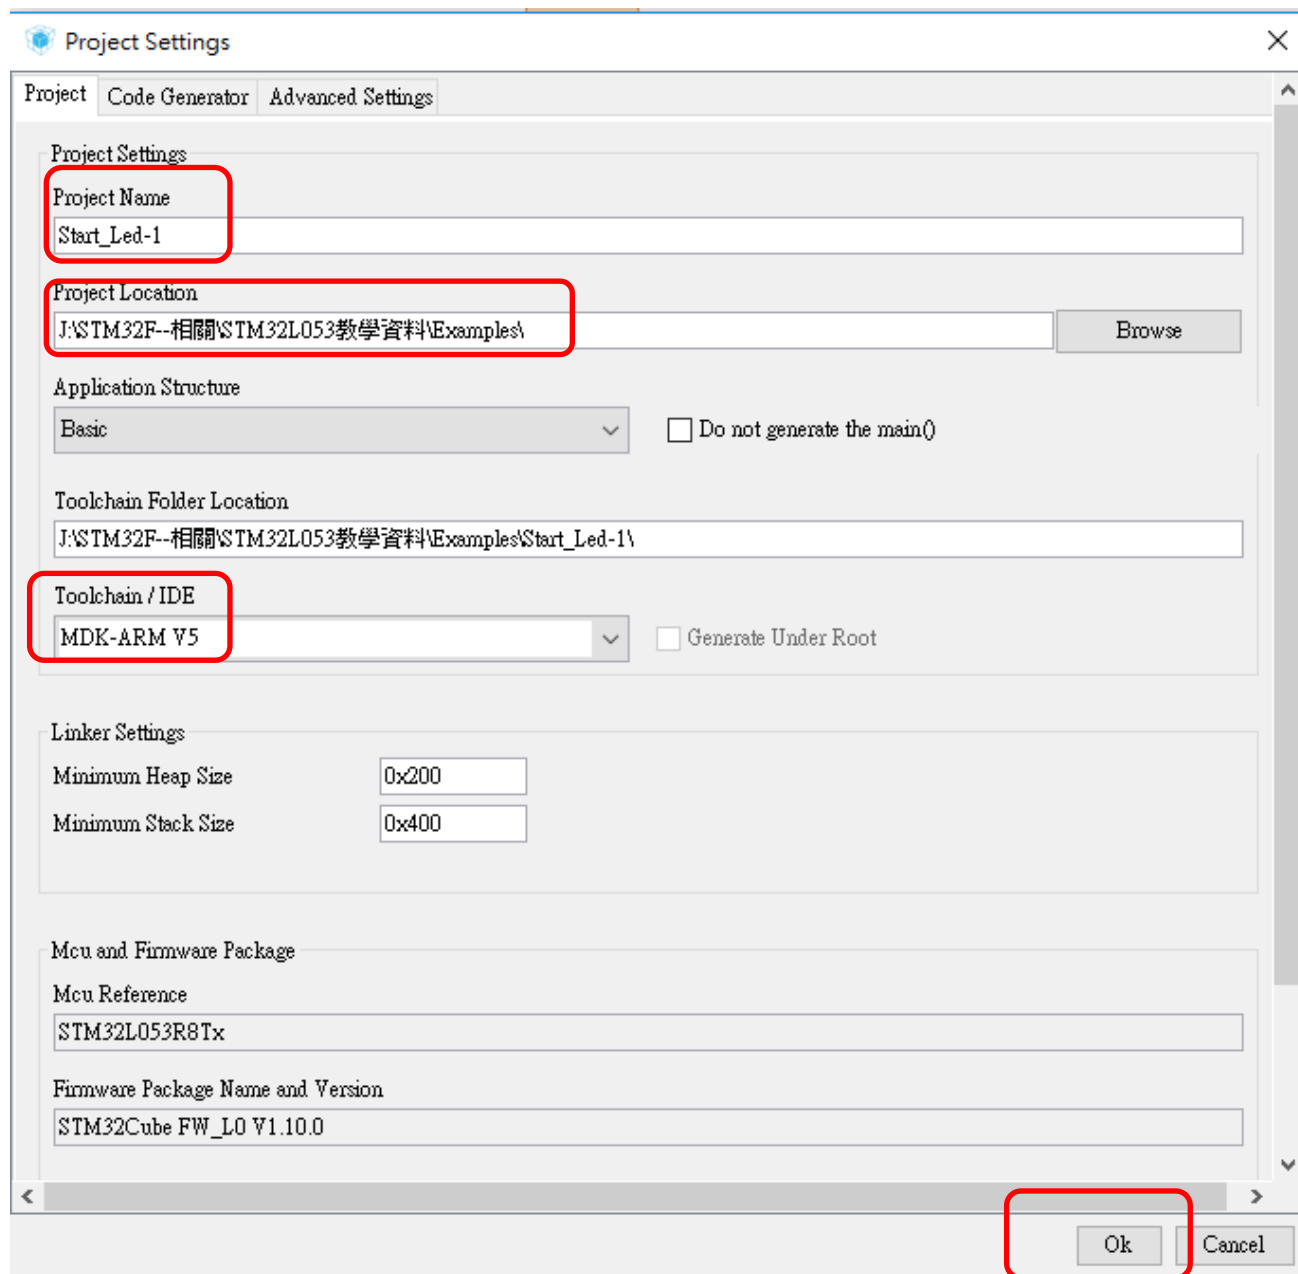 Project Settings
Project
Code Generator
Advanced Settings
Project Settings
Project Name
Start_Led-1
Project Location
J:\STM32F--相關\STM32L053教學資料\Examples\
Browse
Application Structure
Basic
Do not generate the main()
Toolchain Folder Location
J:\STM32F--相關\STM32L053教學資料\Examples\Start_Led-1\
Toolchain / IDE
MDK-ARM V5
Generate Under Root
Linker Settings
Minimum Heap Size
0x200
Minimum Stack Size
0x400
Mcu and Firmware Package
Mcu Reference
STM32L053R8Tx
Firmware Package Name and Version
STM32Cube FW_L0 V1.10.0
Ok
Cancel